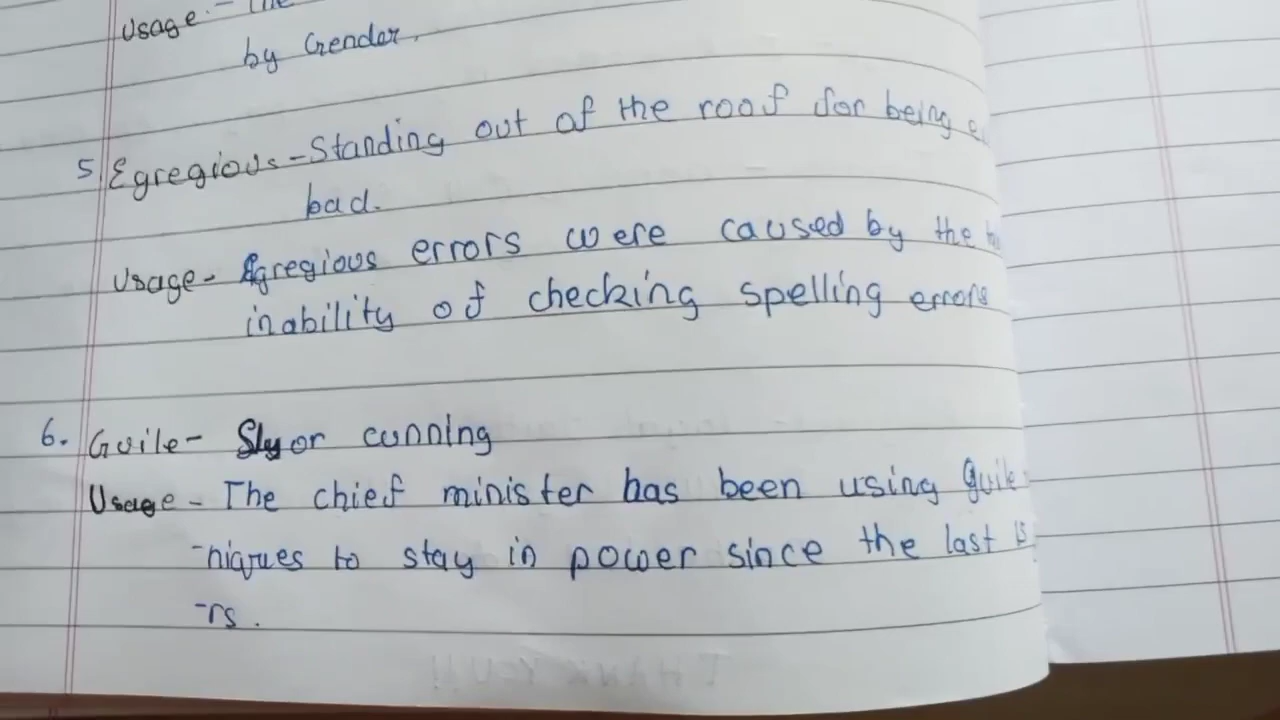 Usage:- The
by Gender.
5. Egregious - Standing out of the roof for being
bad.
Usage - Egregious errors were caused by the
inability of checking spelling errors
6. Guile - Sly or cunning
Usage - The chief minister has been using guile
-niques to stay in power since the last 15
-rs.